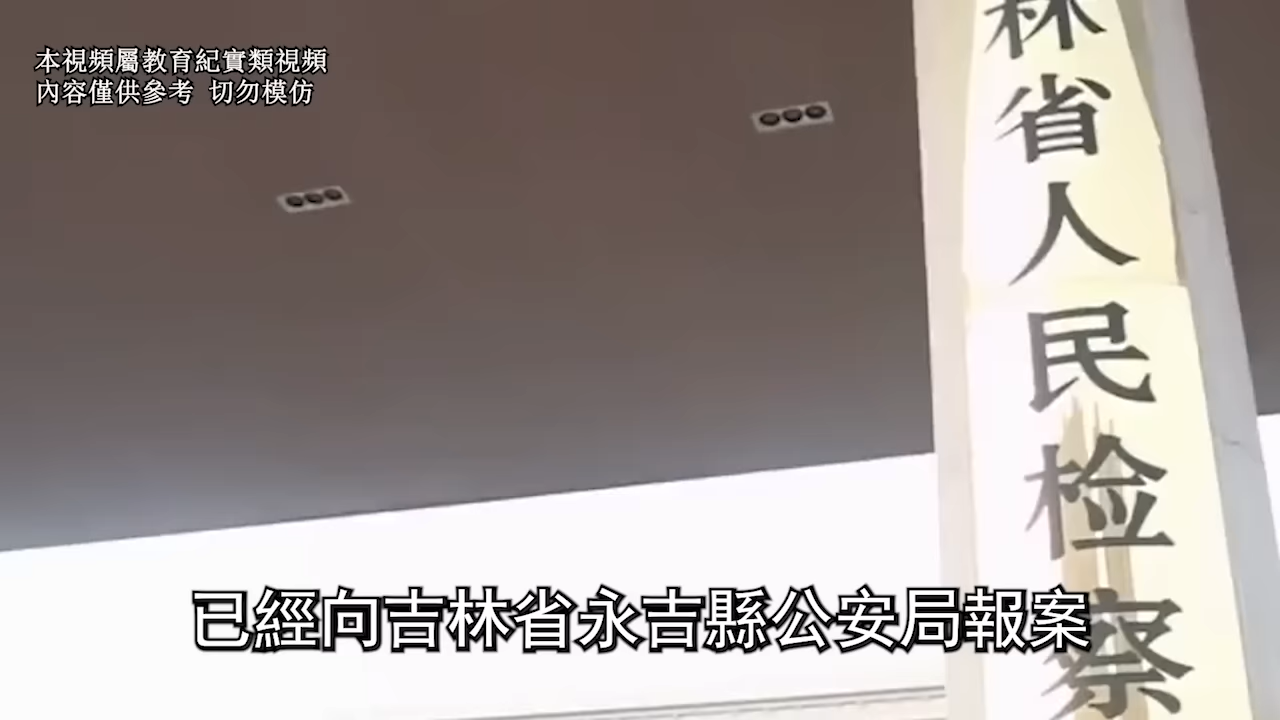 本視頻屬教育紀實類視頻
內容僅供參考 切勿模仿
林省人民检察
已經向吉林省永吉縣公安局報案